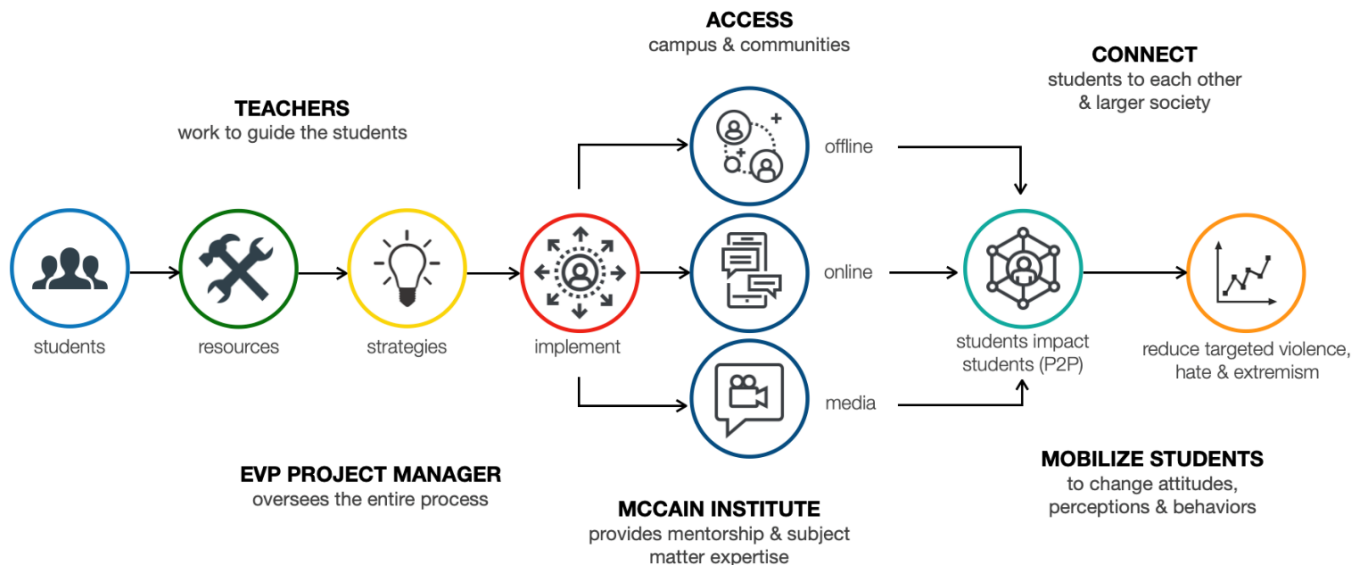 ACCESS
campus & communities
CONNECT
students to each other
& larger society
TEACHERS
work to guide the students
offline
students
resources
strategies
implement
online
students impact
students (P2P)
reduce targeted violence,
hate & extremism
media
EVP PROJECT MANAGER
oversees the entire process
MCCAIN INSTITUTE
provides mentorship & subject
matter expertise
MOBILIZE STUDENTS
to change attitudes,
perceptions & behaviors